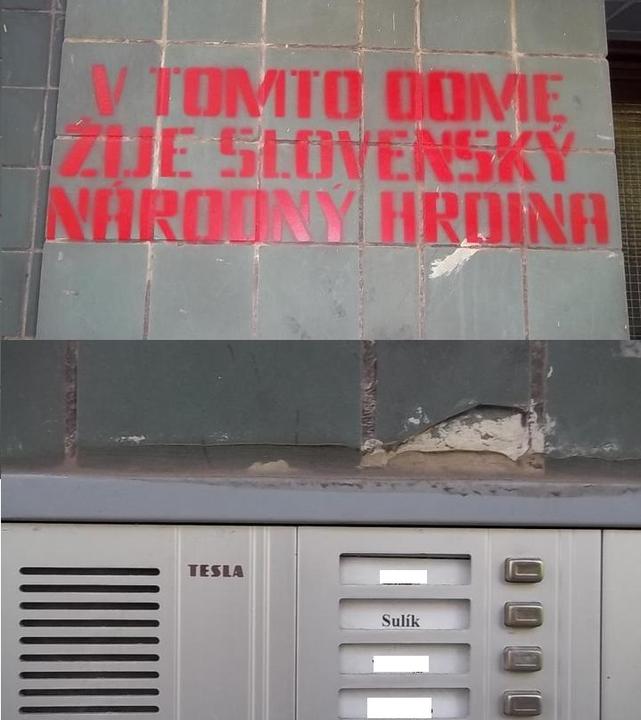 V TOMTO DOME
ŽIJE SLOVENSKÝ
NÁRODNÝ HRDINA
TESLA
Sulík